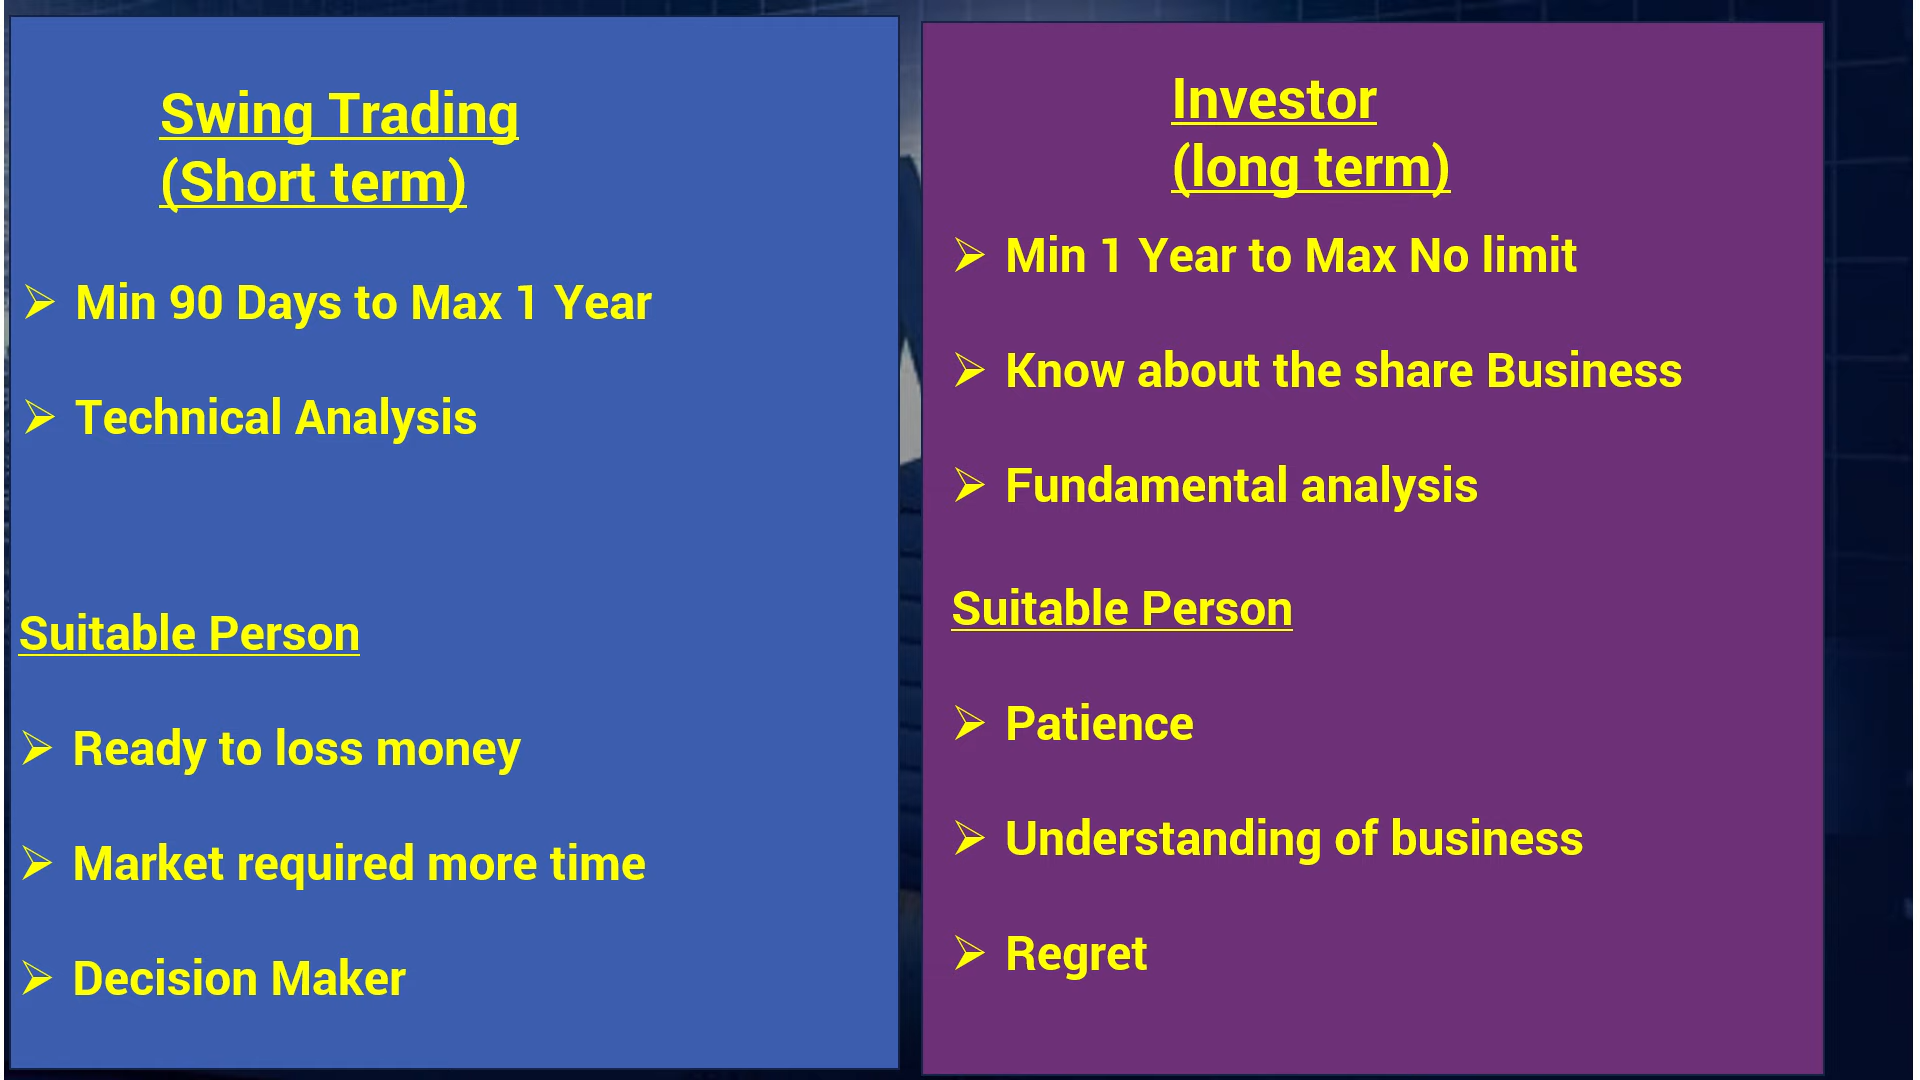 Swing Trading
(Short term)
➢ Min 90 Days to Max 1 Year
➢ Technical Analysis
Suitable Person
➢ Ready to loss money
➢ Market required more time
➢ Decision Maker
Investor
(long term)
➢ Min 1 Year to Max No limit
➢ Know about the share Business
➢ Fundamental analysis
Suitable Person
➢ Patience
➢ Understanding of business
➢ Regret